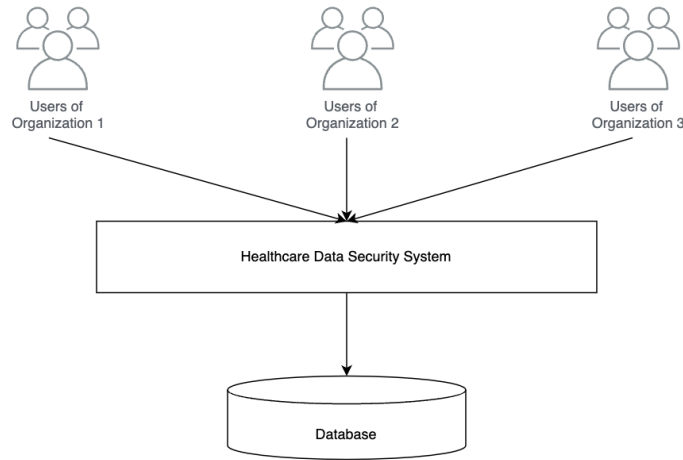 Users of
Organization 1
Users of
Organization 2
Users of
Organization 3
Healthcare Data Security System
Database